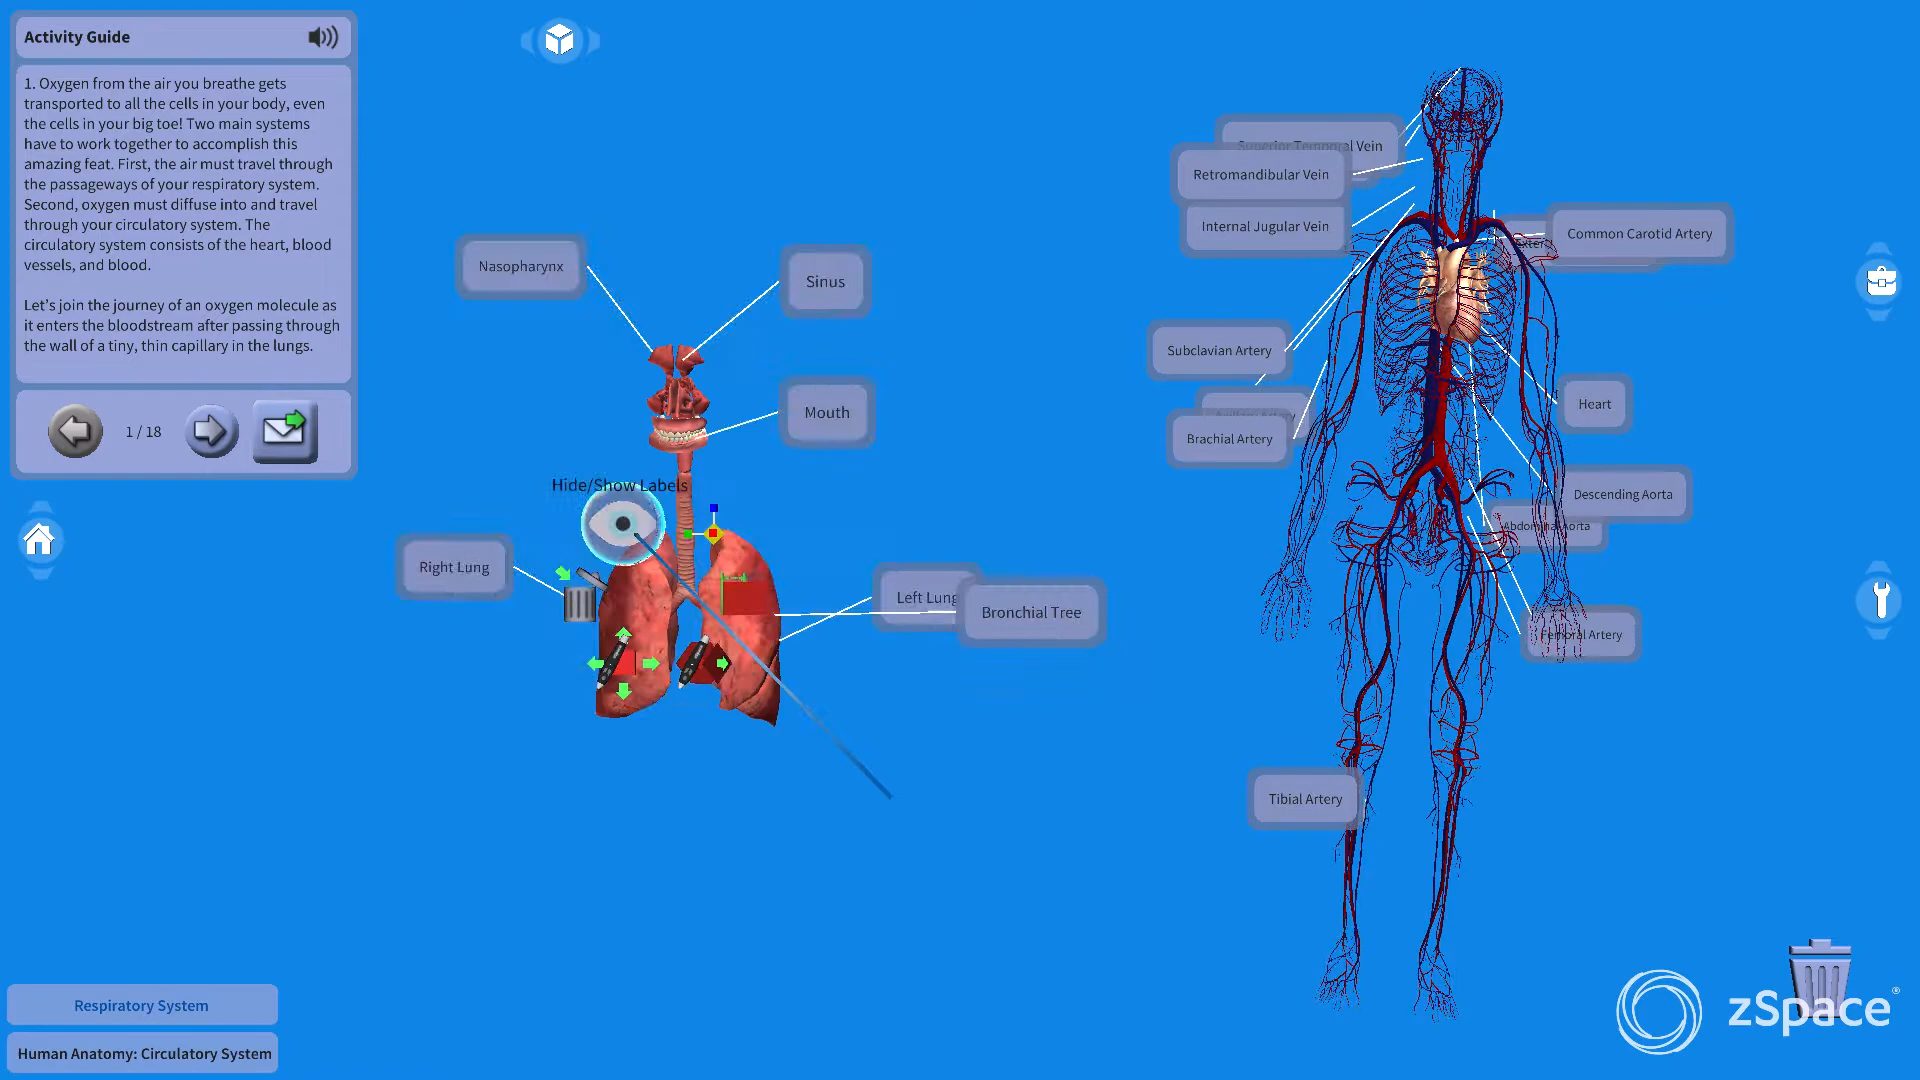 Activity Guide
1. Oxygen from the air you breathe gets
transported to all the cells in your body, even
the cells in your big toe! Two main systems
have to work together to accomplish this
amazing feat. First, the air must travel through
the passageways of your respiratory system.
Second, oxygen must diffuse into and travel
through your circulatory system. The
circulatory system consists of the heart, blood
vessels, and blood.
Let’s join the journey of an oxygen molecule as
it enters the bloodstream after passing through
the wall of a tiny, thin capillary in the lungs.
1 / 18
Nasopharynx
Sinus
Mouth
Hide/Show Labels
Right Lung
Left Lung
Bronchial Tree
Superior Temporal Vein
Retromandibular Vein
Internal Jugular Vein
Common Carotid Artery
Subclavian Artery
Brachial Artery
Heart
Descending Aorta
Abdominal Aorta
Femoral Artery
Tibial Artery
Respiratory System
Human Anatomy: Circulatory System
zSpace®